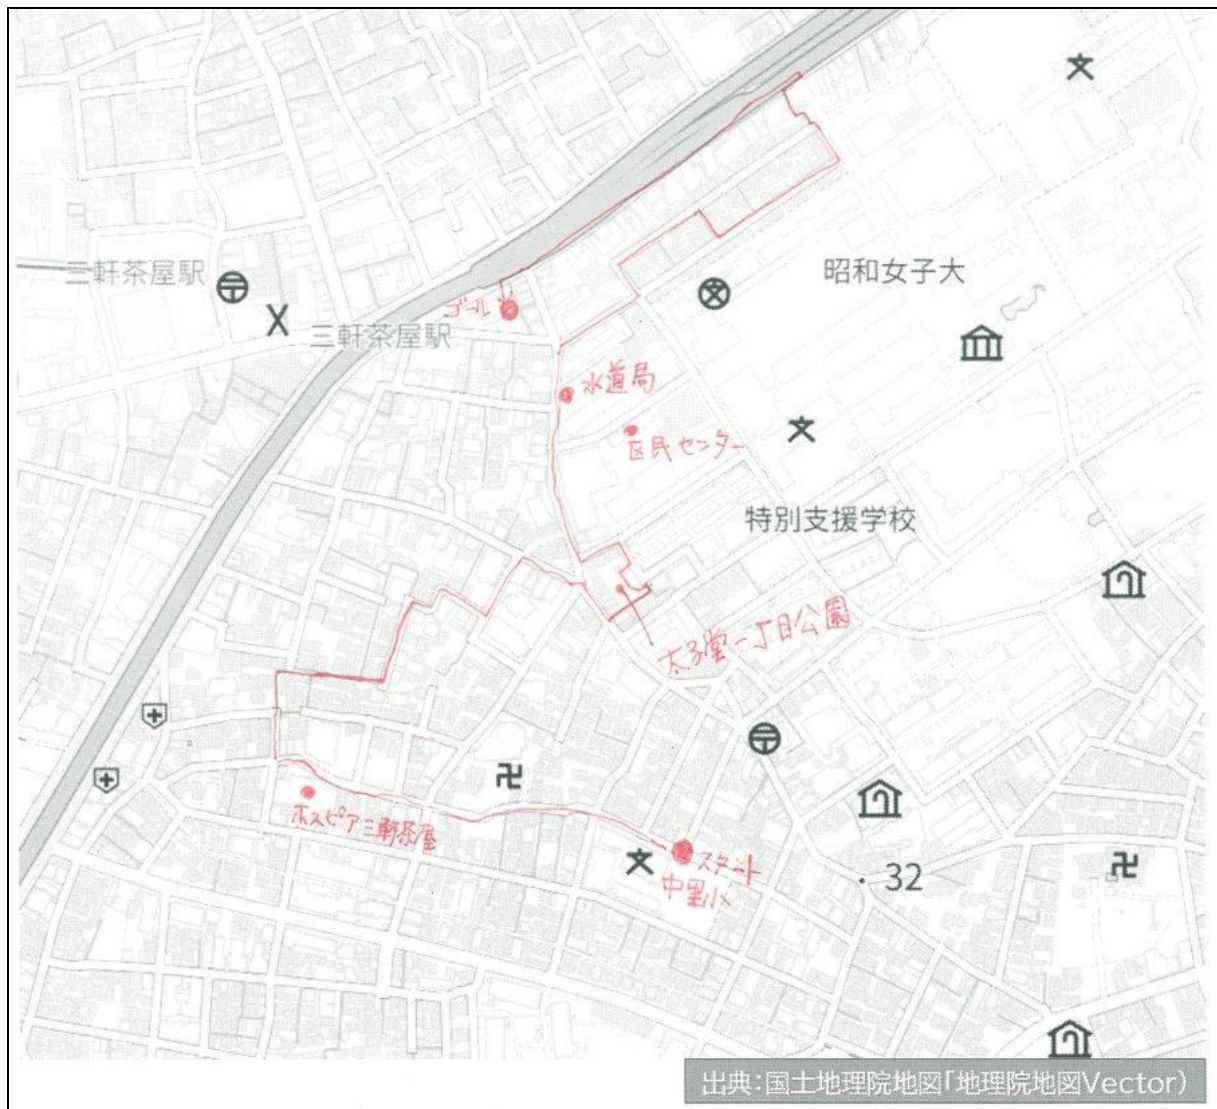 三軒茶屋駅
昭和女子大
三軒茶屋駅
ゴール
水道局
区民センター
特別支援学校
太子堂一丁目公園
ホスピア三軒茶屋
スタート
中里小
32
出典:国土地理院地図「地理院地図Vector)